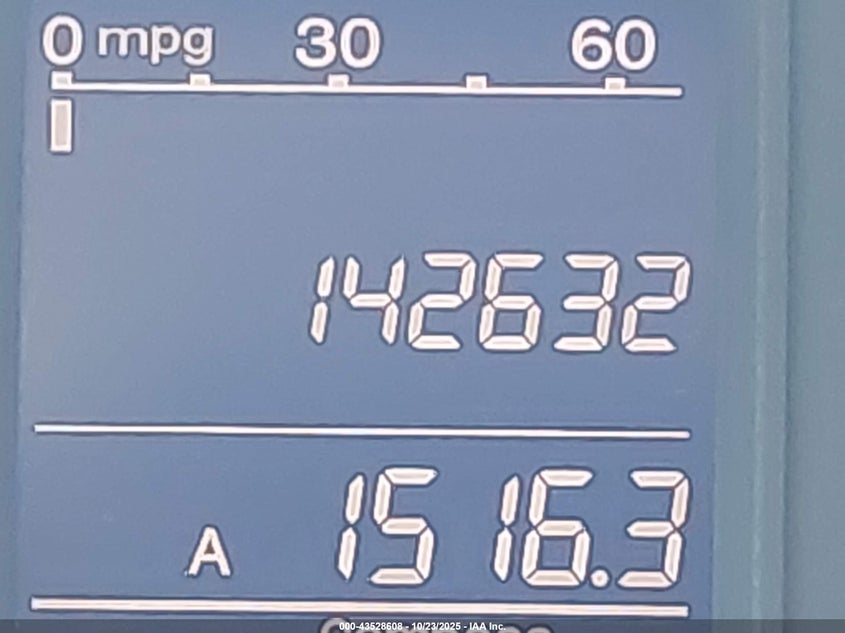 0 mpg 30 60
142632
A 1516.3
000-43528608 - 10/23/2025 - IAA Inc.